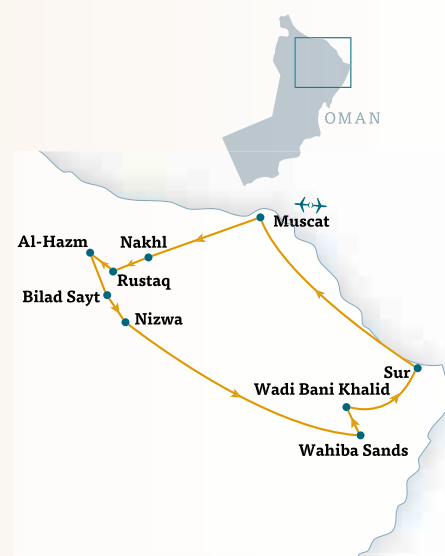 OMAN
Muscat
Al-Hazm
Nakhl
Rustaq
Bilad Sayt
Nizwa
Sur
Wadi Bani Khalid
Wahiba Sands